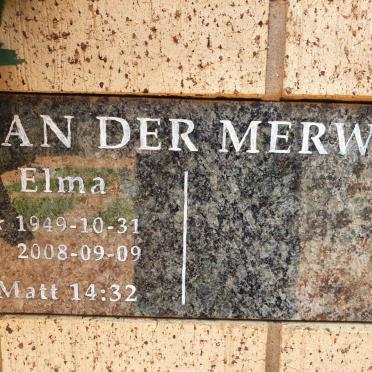 AN DER MERW
Elma
* 1949-10-31
2008-09-09
Matt 14:32